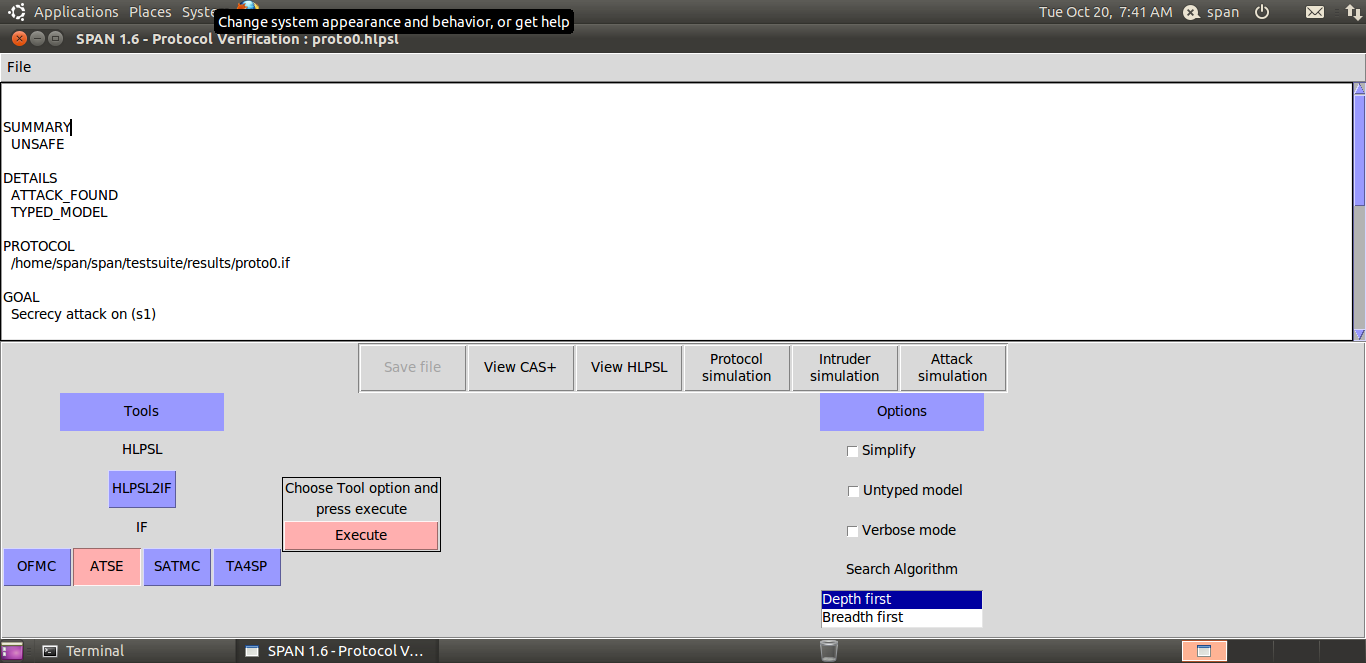 Applications Places Syste
Change system appearance and behavior, or get help
Tue Oct 20, 7:41 AM span
SPAN 1.6 - Protocol Verification : proto0.hlpsl
File
SUMMARY
UNSAFE
DETAILS
ATTACK_FOUND
TYPED_MODEL
PROTOCOL
/home/span/span/testsuite/results/proto0.if
GOAL
Secrecy attack on (s1)
Save file
View CAS+
View HLPSL
Protocol
simulation
Intruder
simulation
Attack
simulation
Tools
HLPSL
HLPSL2IF
IF
OFMC
ATSE
SATMC
TA4SP
Choose Tool option and
press execute
Execute
Options
Simplify
Untyped model
Verbose mode
Search Algorithm
Depth first
Breadth first
Terminal
SPAN 1.6 - Protocol V...